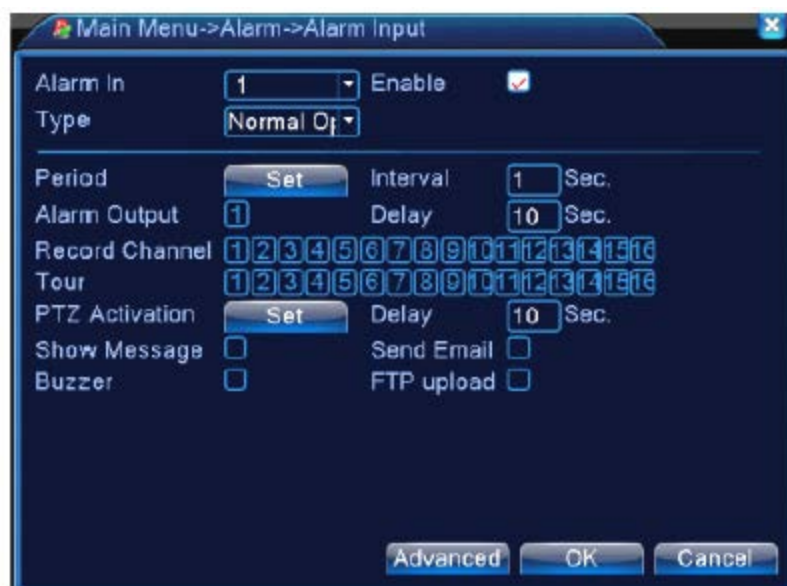 Main Menu->Alarm->Alarm Input
Alarm In 1 Enable
Type Normal Op
Period Set Interval 1 Sec.
Alarm Output 1 Delay 10 Sec.
Record Channel 1 2 3 4 5 6 7 8 9 10 11 12 13 14 15 16
Tour 1 2 3 4 5 6 7 8 9 10 11 12 13 14 15 16
PTZ Activation Set Delay 10 Sec.
Show Message Send Email
Buzzer FTP upload
Advanced OK Cancel